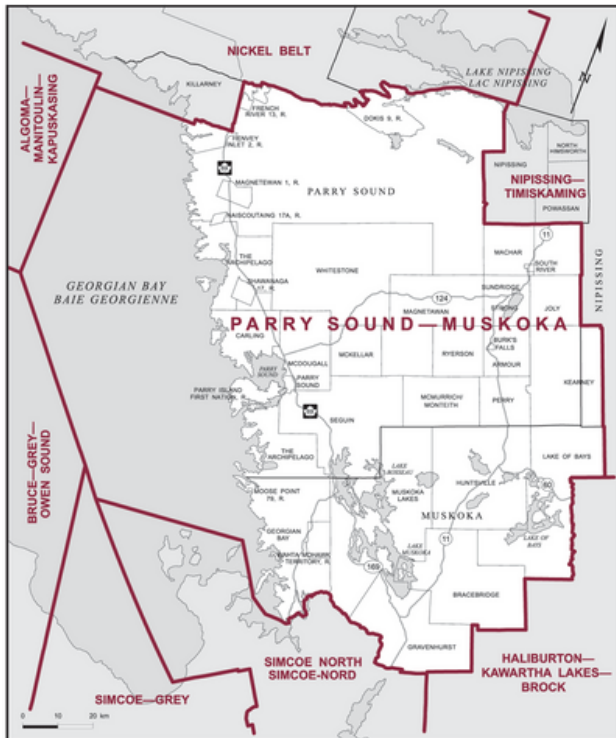 NICKEL BELT
KILLARNEY
LAKE NIPISSING
LAC NIPISSING
N
ALGOMA—
MANITOULIN—
KAPUSKASING
FRENCH
RIVER 13, R.
DOKIS 9, R.
HENVEY
INLET 2, R.
NIPISSING
NORTH
HIMSWORTH
NIPISSING—
TIMISKAMING
POWASSAN
MAGNETEWAN 1, R.
PARRY SOUND
NAISCOUTAING 17A, R.
11
NIPISSING
THE
ARCHIPELAGO
MACHAR
SOUTH
RIVER
WHITESTONE
SHAWANAGA
17, R.
GEORGIAN BAY
BAIE GEORGIENNE
124
SUNDRIDGE
MAGNETAWAN
STRONG
JOLY
PARRY SOUND—MUSKOKA
CARLING
BURK'S
FALLS
MCDOUGALL
MCKELLAR
RYERSON
ARMOUR
PARRY
SOUND
PARRY
SOUND
KEARNEY
PARRY ISLAND
FIRST NATION, R.
MCMURRICH/
MONTEITH
PERRY
SEGUIN
BRUCE—GREY—
OWEN SOUND
THE
ARCHIPELAGO
LAKE
ROSSEAU
LAKE OF BAYS
HUNTSVILLE
MOOSE POINT
79, R.
MUSKOKA
LAKES
60
MUSKOKA
GEORGIAN
BAY
LAKE OF
BAYS
LAKE
MUSKOKA
11
WAHTA MOHAWK
TERRITORY, R.
169
BRACEBRIDGE
GRAVENHURST
SIMCOE NORTH
SIMCOE-NORD
HALIBURTON—
KAWARTHA LAKES—
BROCK
SIMCOE—GREY
0 10 20 km